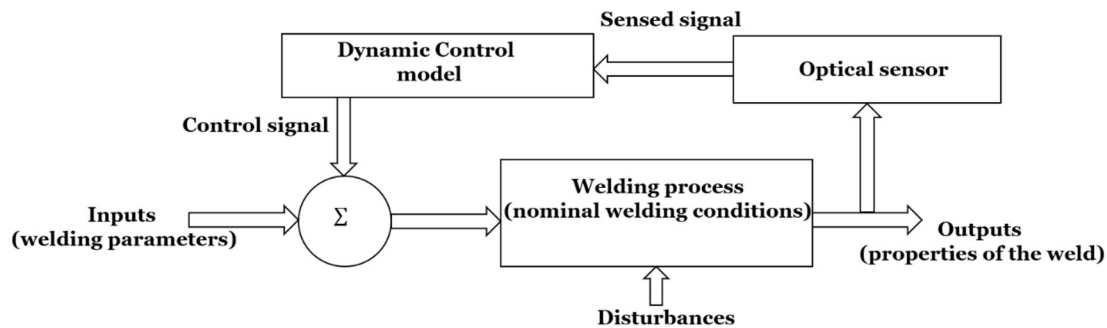 Sensed signal
Dynamic Control
model
Optical sensor
Control signal
Welding process
(nominal welding conditions)
Inputs
(welding parameters)
Σ
Outputs
(properties of the weld)
Disturbances